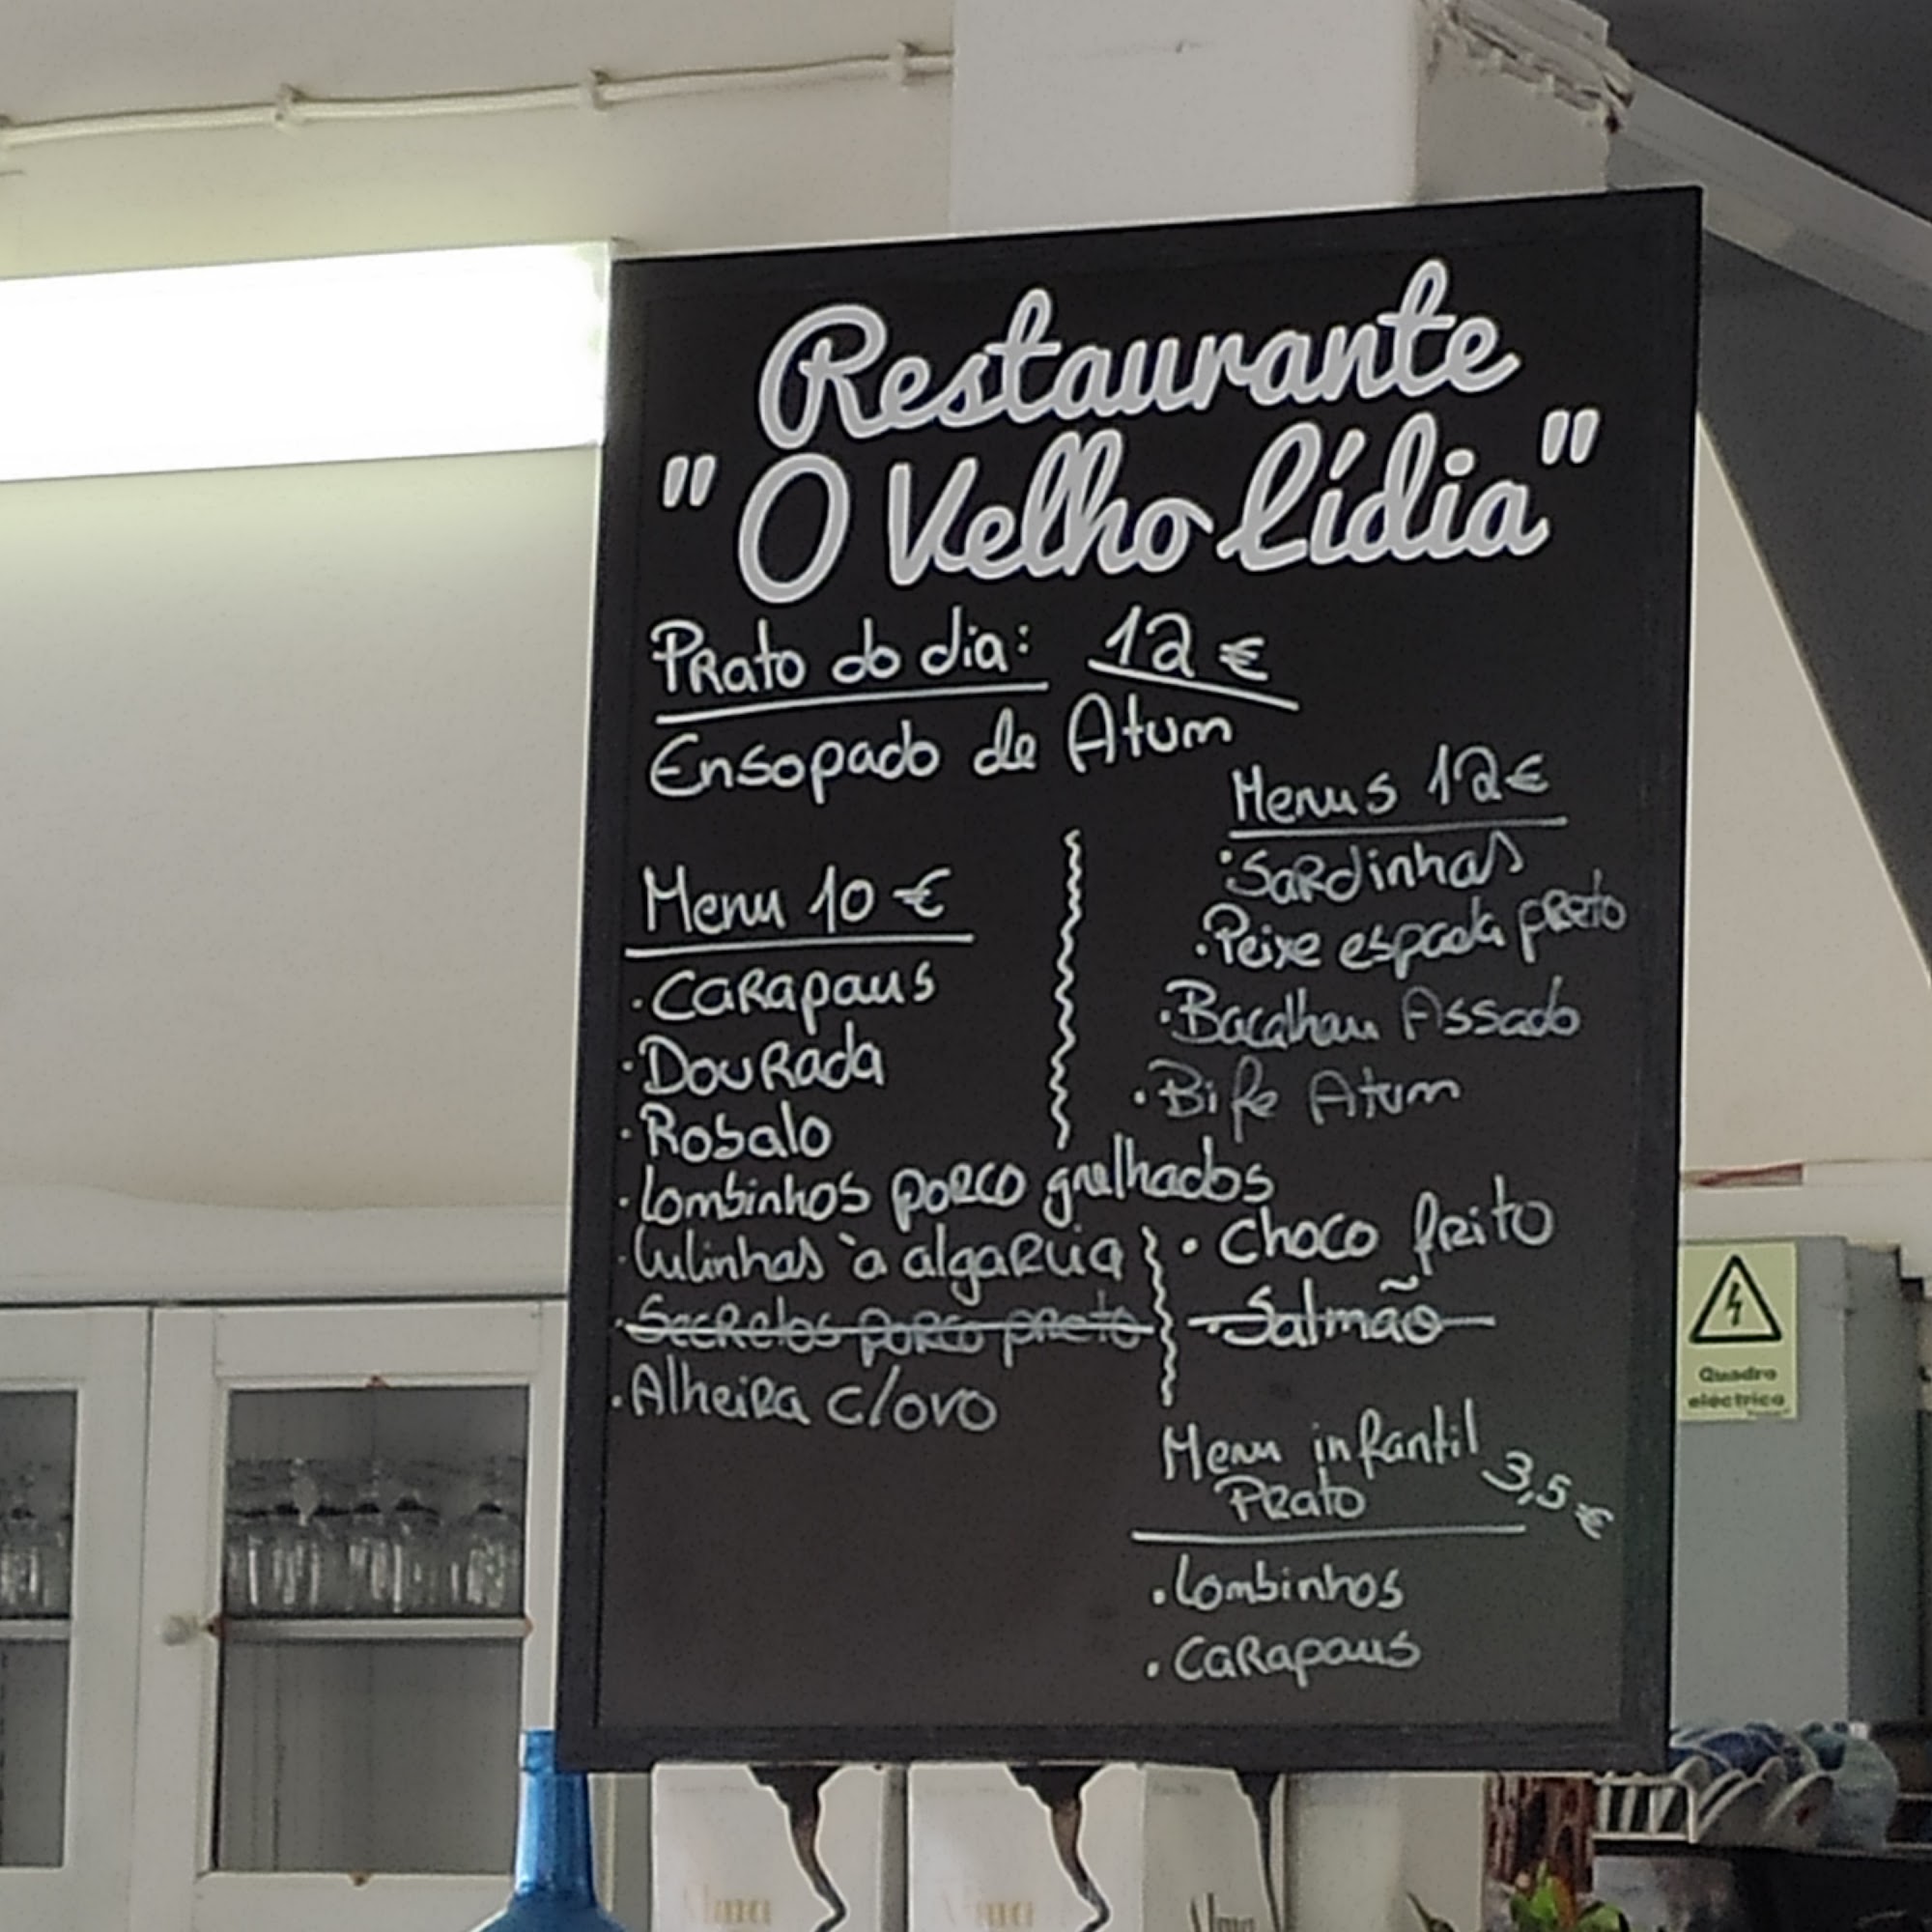 Restaurante
"O Velho Lídia"
Prato do dia: 12 €
Ensopado de Atum
Menu 10 €
· Carapaus
· Dourada
· Robalo
· Lombinhos porco grelhados
· Lulinhas à algarvia
· Secretos porco preto
· Alheira c/ovo
Menus 12€
· Sardinhas
· Peixe espada preto
· Bacalhau Assado
· Bife Atum
· Choco frito
· Salmão
Menu infantil 3,5 €
Prato
· Lombinhos
· Carapaus
Quadro
eléctrico